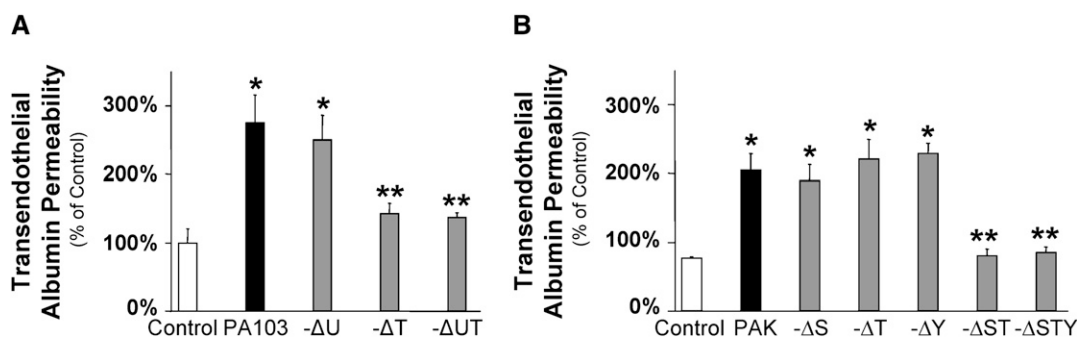 A
Transendothelial
Albumin Permeability
(% of Control)
300%
200%
100%
0%
*
*
**
**
Control PA103 -ΔU -ΔT -ΔUT
B
Transendothelial
Albumin Permeability
(% of Control)
300%
200%
100%
0%
*
*
*
*
**
**
Control PAK -ΔS -ΔT -ΔY -ΔST -ΔSTY